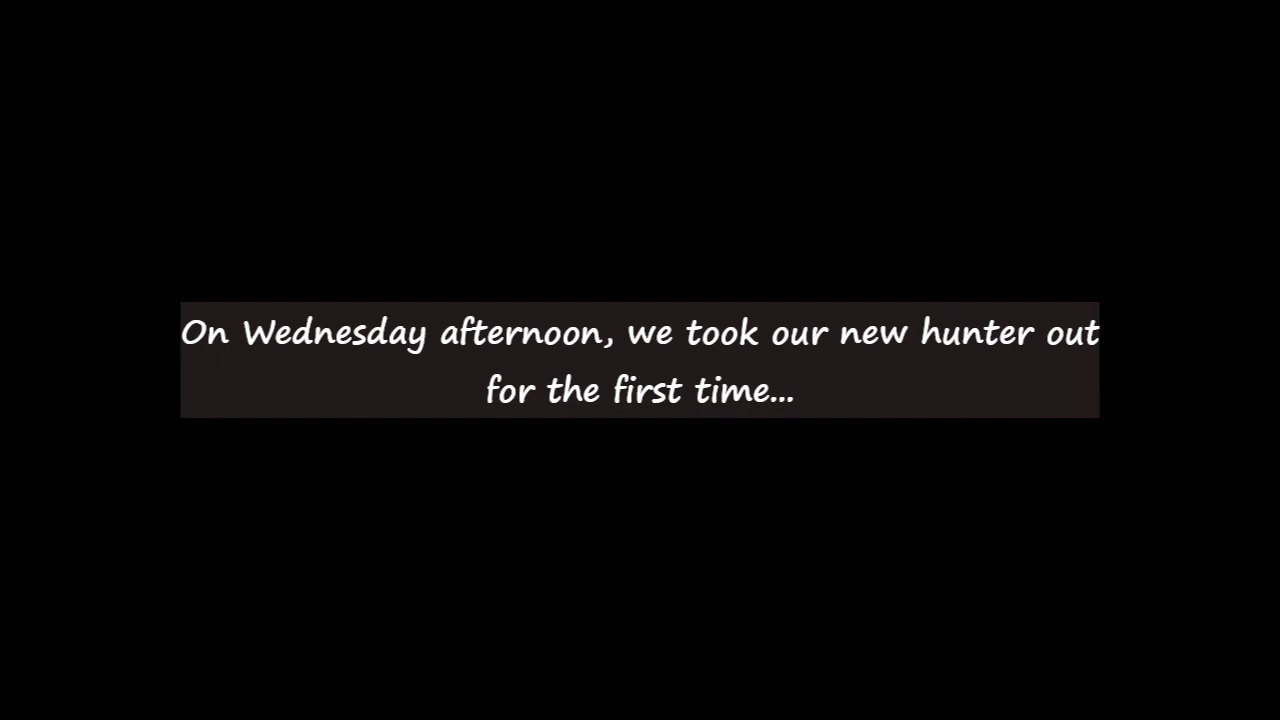 On Wednesday afternoon, we took our new hunter out
for the first time...